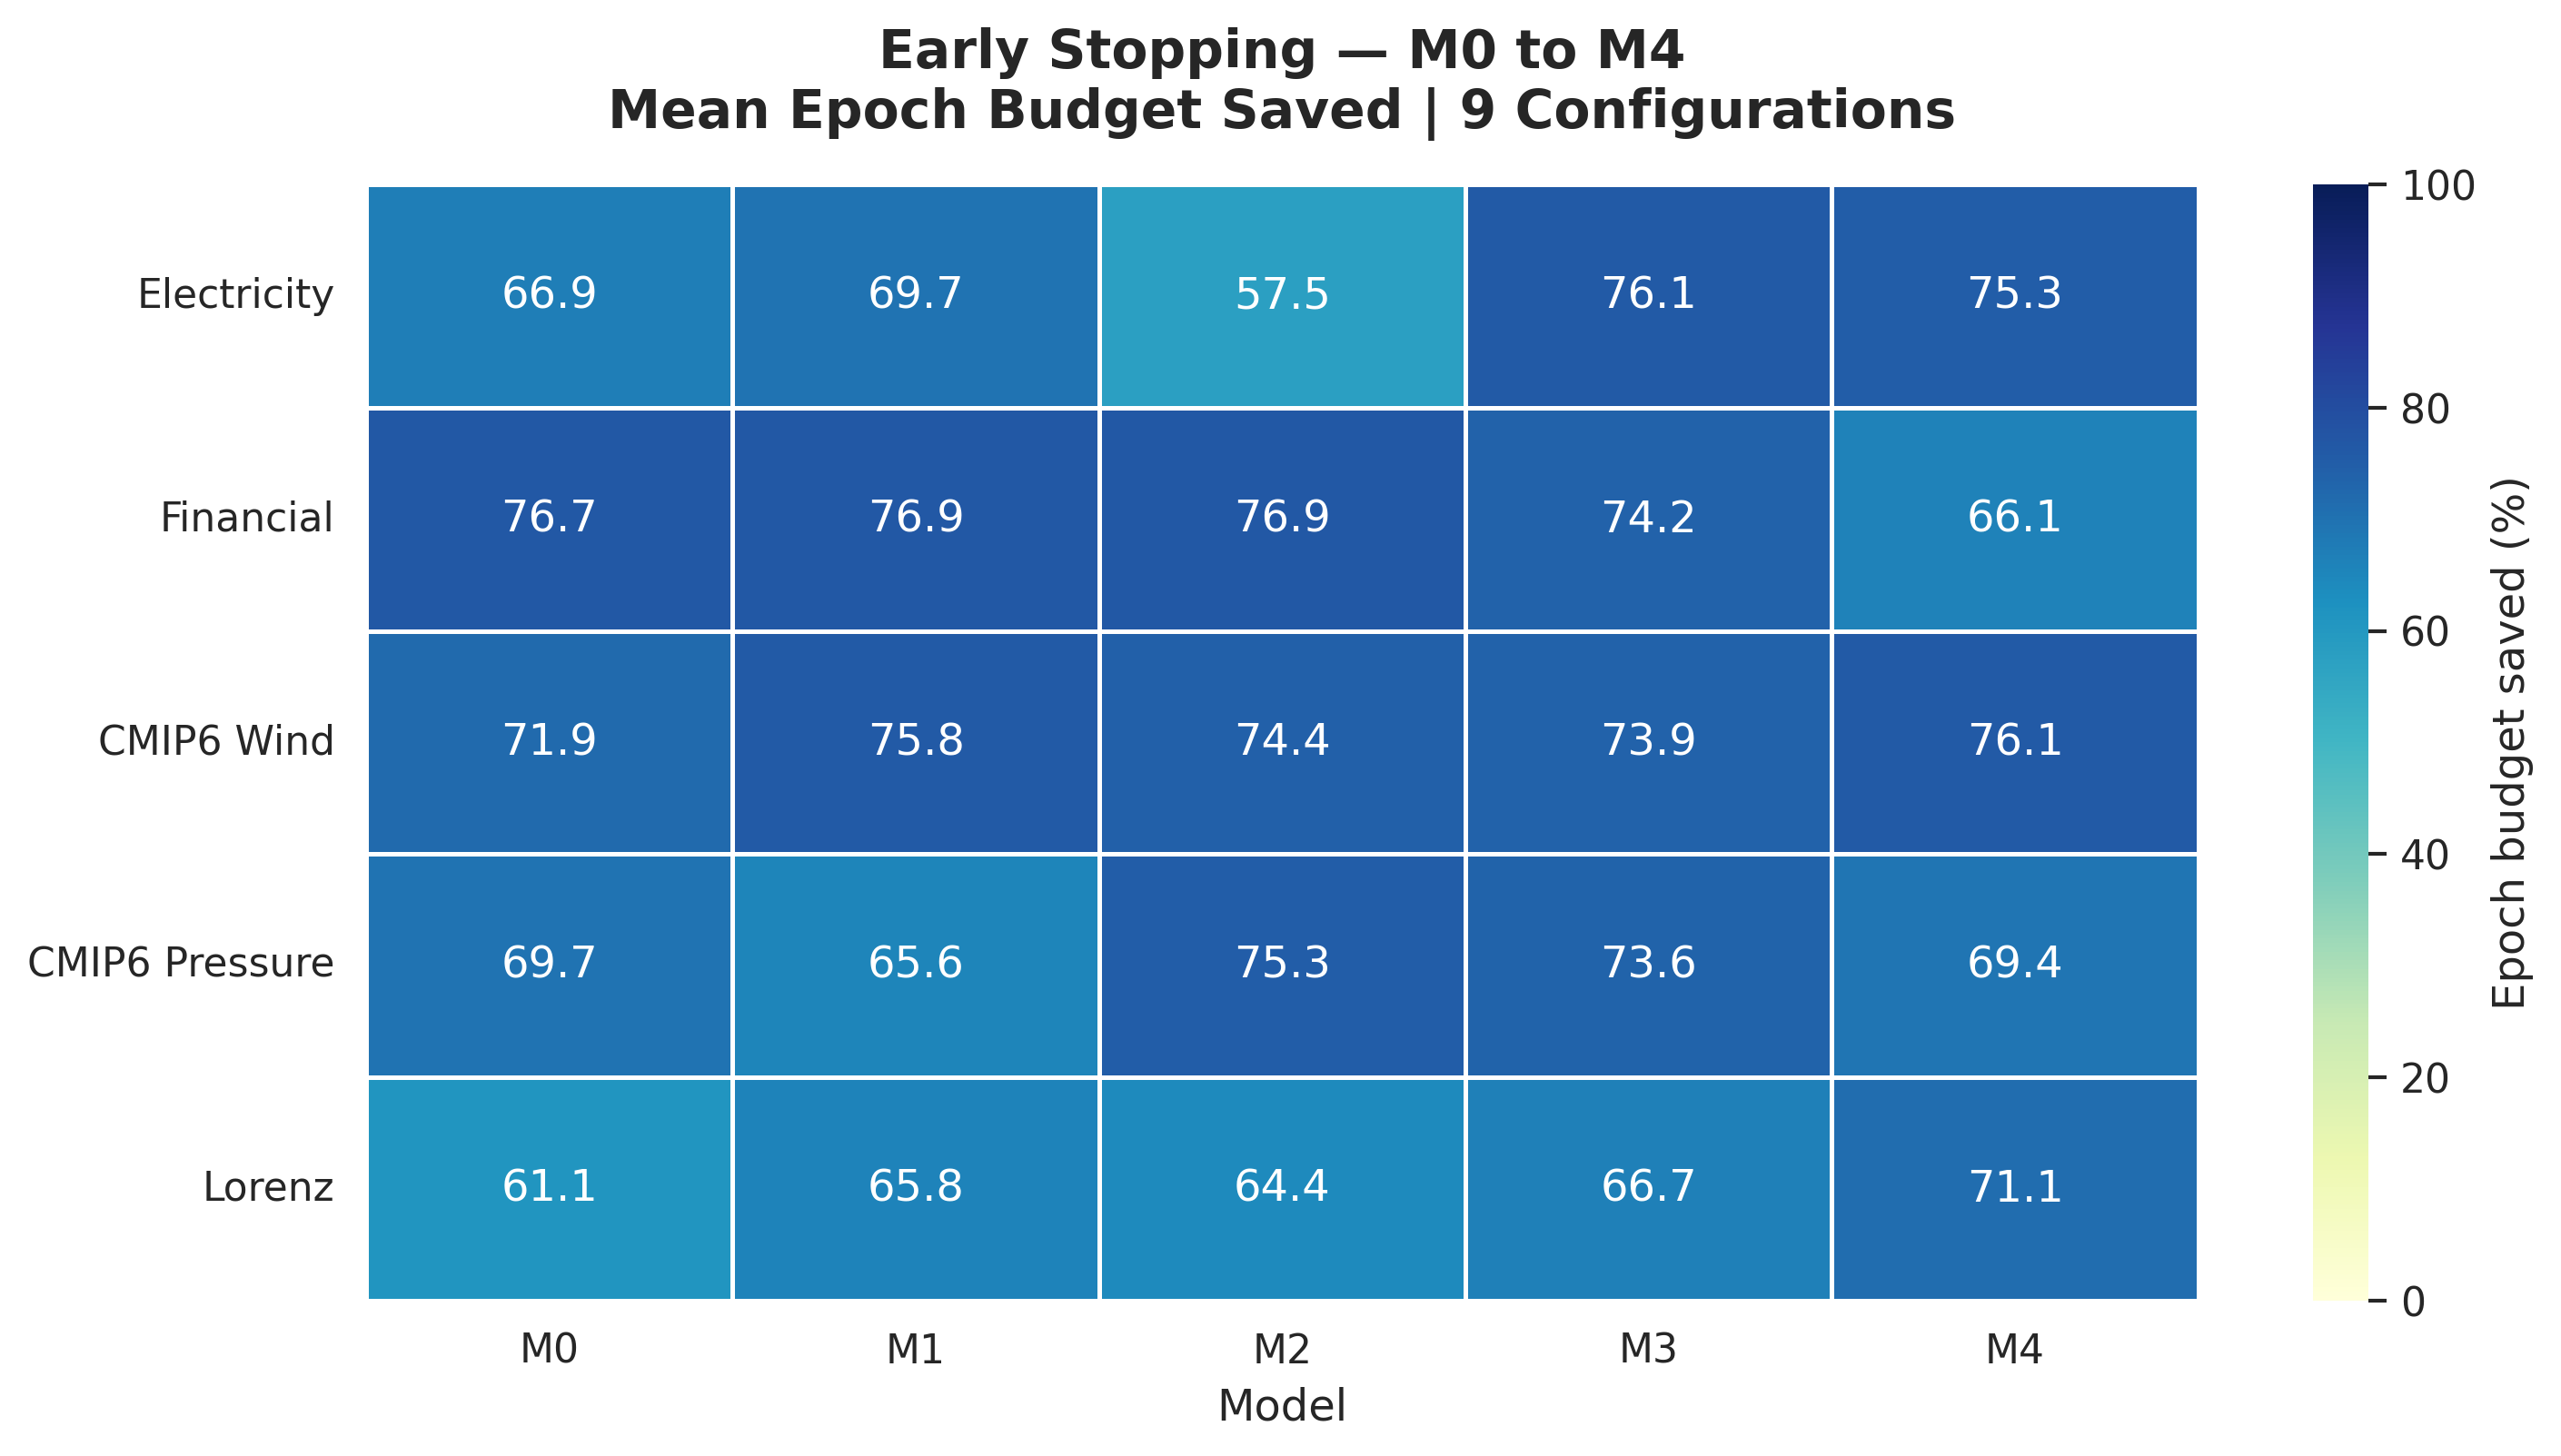 Early Stopping — M0 to M4
Mean Epoch Budget Saved | 9 Configurations
Electricity 66.9 69.7 57.5 76.1 75.3
Financial 76.7 76.9 76.9 74.2 66.1
CMIP6 Wind 71.9 75.8 74.4 73.9 76.1
CMIP6 Pressure 69.7 65.6 75.3 73.6 69.4
Lorenz 61.1 65.8 64.4 66.7 71.1
M0 M1 M2 M3 M4
Model
100
80
60
40
20
0
Epoch budget saved (%)